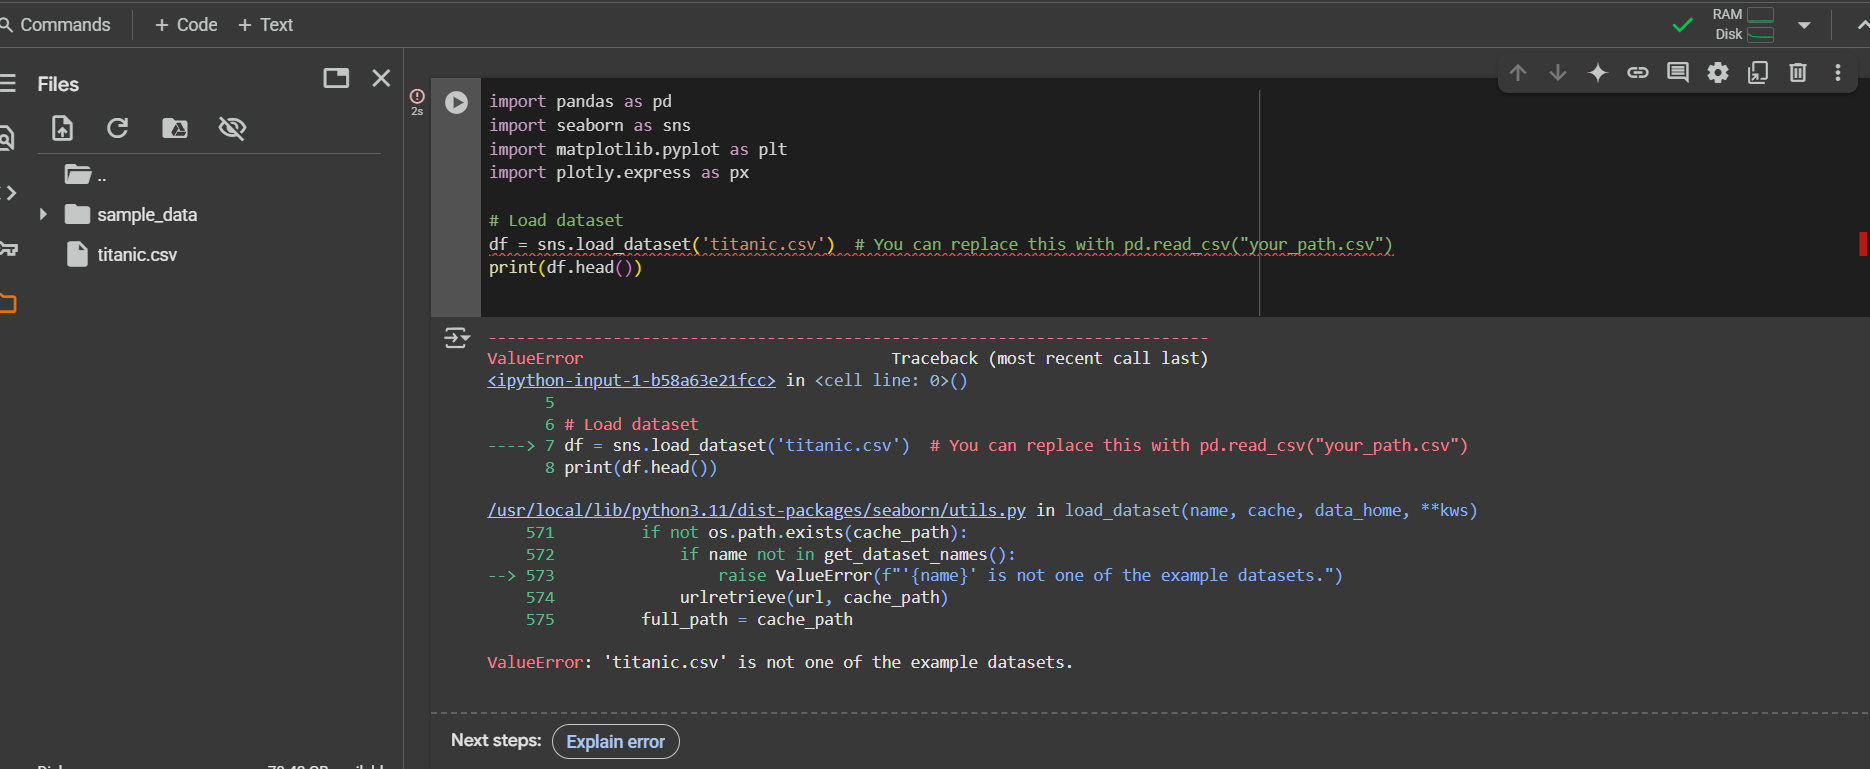 Commands
+ Code
+ Text
RAM
Disk
Files
..
sample_data
titanic.csv
2s
import pandas as pd
import seaborn as sns
import matplotlib.pyplot as plt
import plotly.express as px
# Load dataset
df = sns.load_dataset('titanic.csv')  # You can replace this with pd.read_csv("your_path.csv")
print(df.head())
---------------------------------------------------------------------------
ValueError                                Traceback (most recent call last)
<ipython-input-1-b58a63e21fcc> in <cell line: 0>()
      5
      6 # Load dataset
----> 7 df = sns.load_dataset('titanic.csv')  # You can replace this with pd.read_csv("your_path.csv")
      8 print(df.head())
/usr/local/lib/python3.11/dist-packages/seaborn/utils.py in load_dataset(name, cache, data_home, **kws)
    571         if not os.path.exists(cache_path):
    572             if name not in get_dataset_names():
--> 573                 raise ValueError(f"'{name}' is not one of the example datasets.")
    574             urlretrieve(url, cache_path)
    575         full_path = cache_path
ValueError: 'titanic.csv' is not one of the example datasets.
Next steps: Explain error